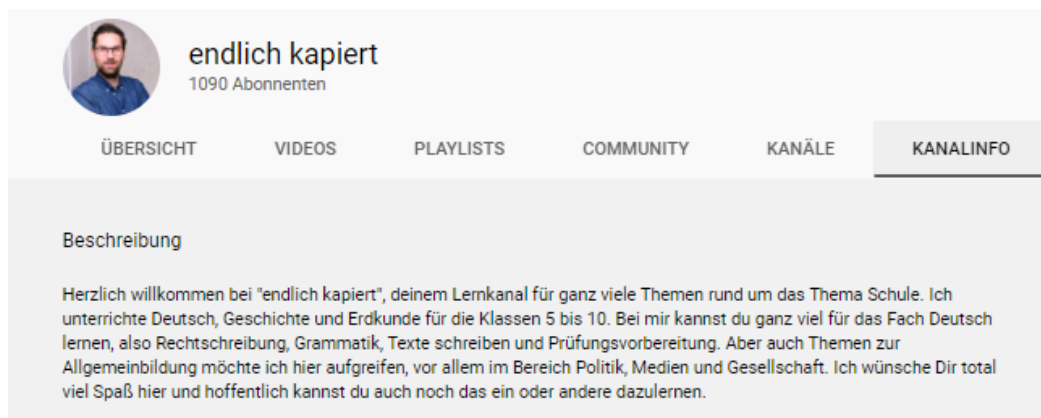 endlich kapiert
1090 Abonnenten
ÜBERSICHT VIDEOS PLAYLISTS COMMUNITY KANÄLE KANALINFO
Beschreibung
Herzlich willkommen bei "endlich kapiert", deinem Lernkanal für ganz viele Themen rund um das Thema Schule. Ich
unterrichte Deutsch, Geschichte und Erdkunde für die Klassen 5 bis 10. Bei mir kannst du ganz viel für das Fach Deutsch
lernen, also Rechtschreibung, Grammatik, Texte schreiben und Prüfungsvorbereitung. Aber auch Themen zur
Allgemeinbildung möchte ich hier aufgreifen, vor allem im Bereich Politik, Medien und Gesellschaft. Ich wünsche Dir total
viel Spaß hier und hoffentlich kannst du auch noch das ein oder andere dazulernen.